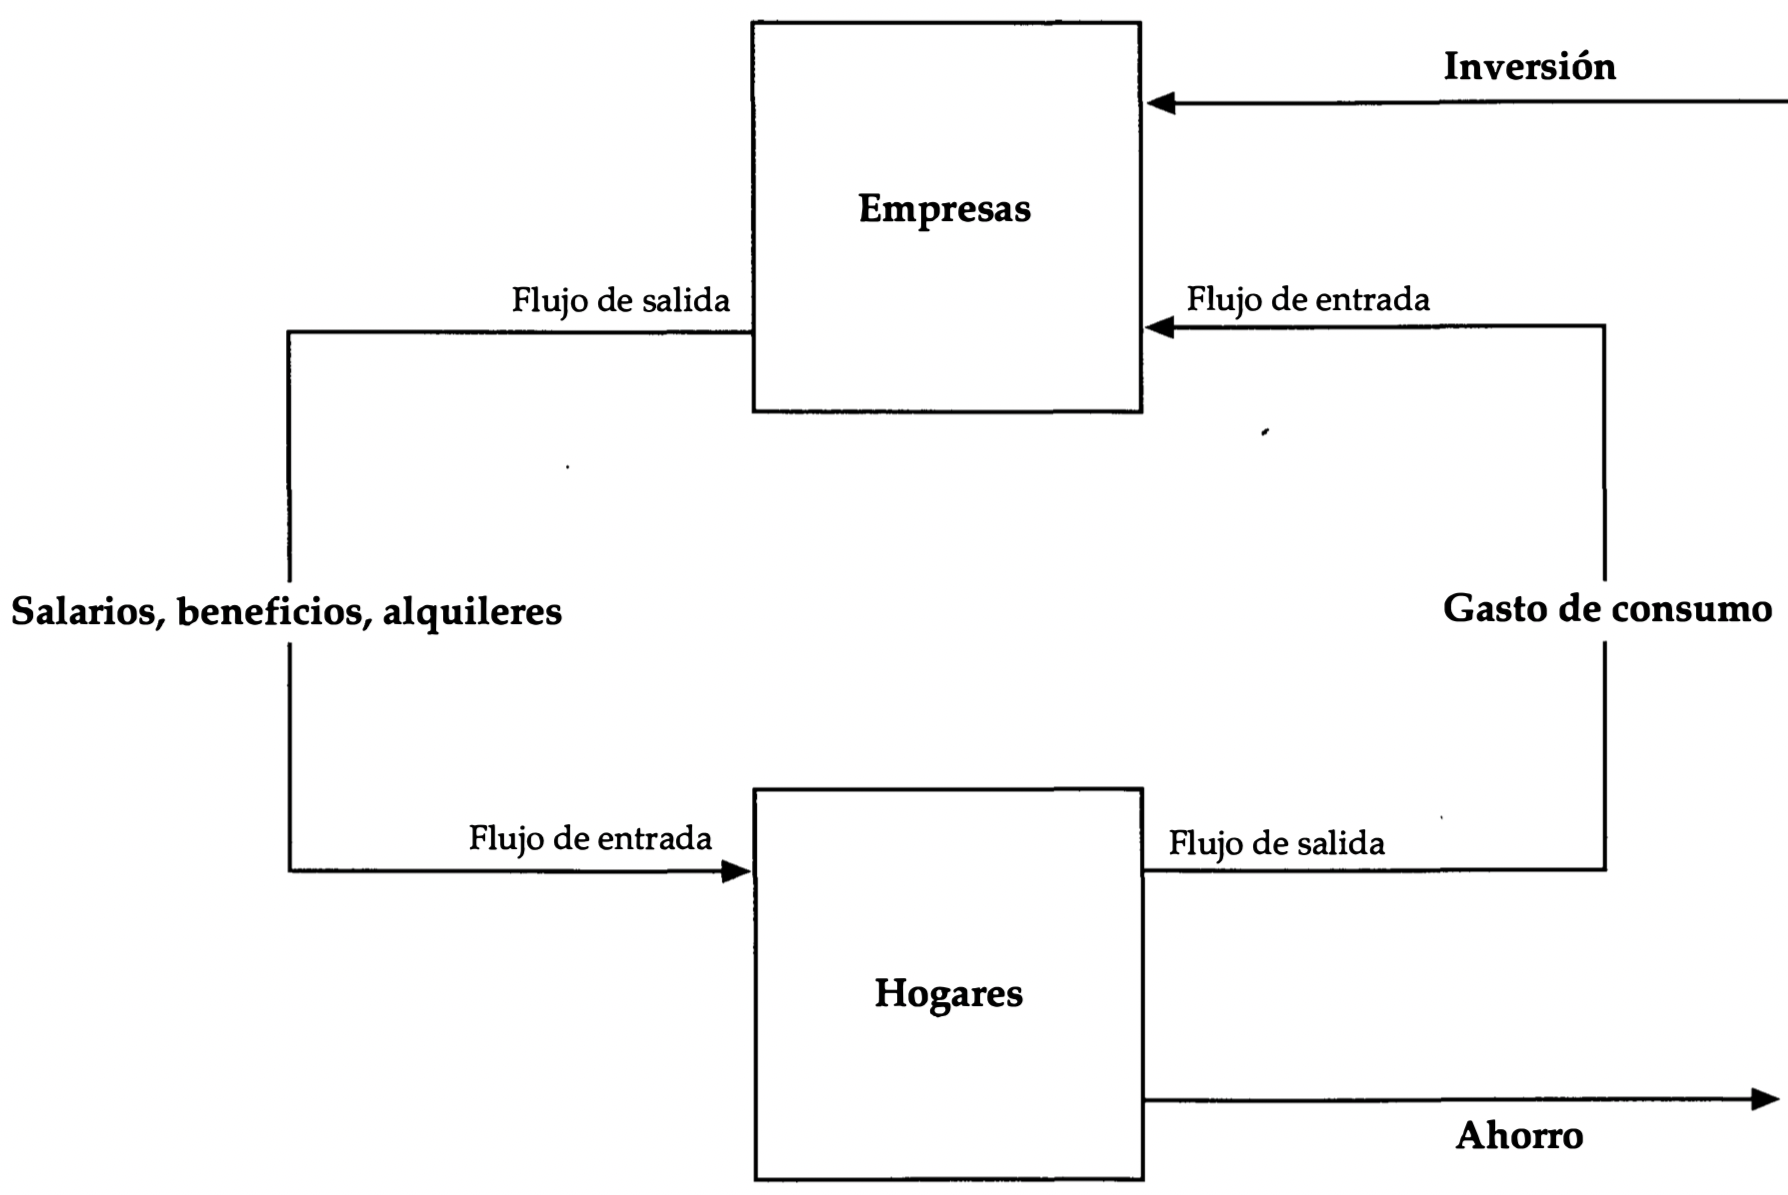 Inversión
Empresas
Flujo de salida
Flujo de entrada
Salarios, beneficios, alquileres
Gasto de consumo
Flujo de entrada
Flujo de salida
Hogares
Ahorro